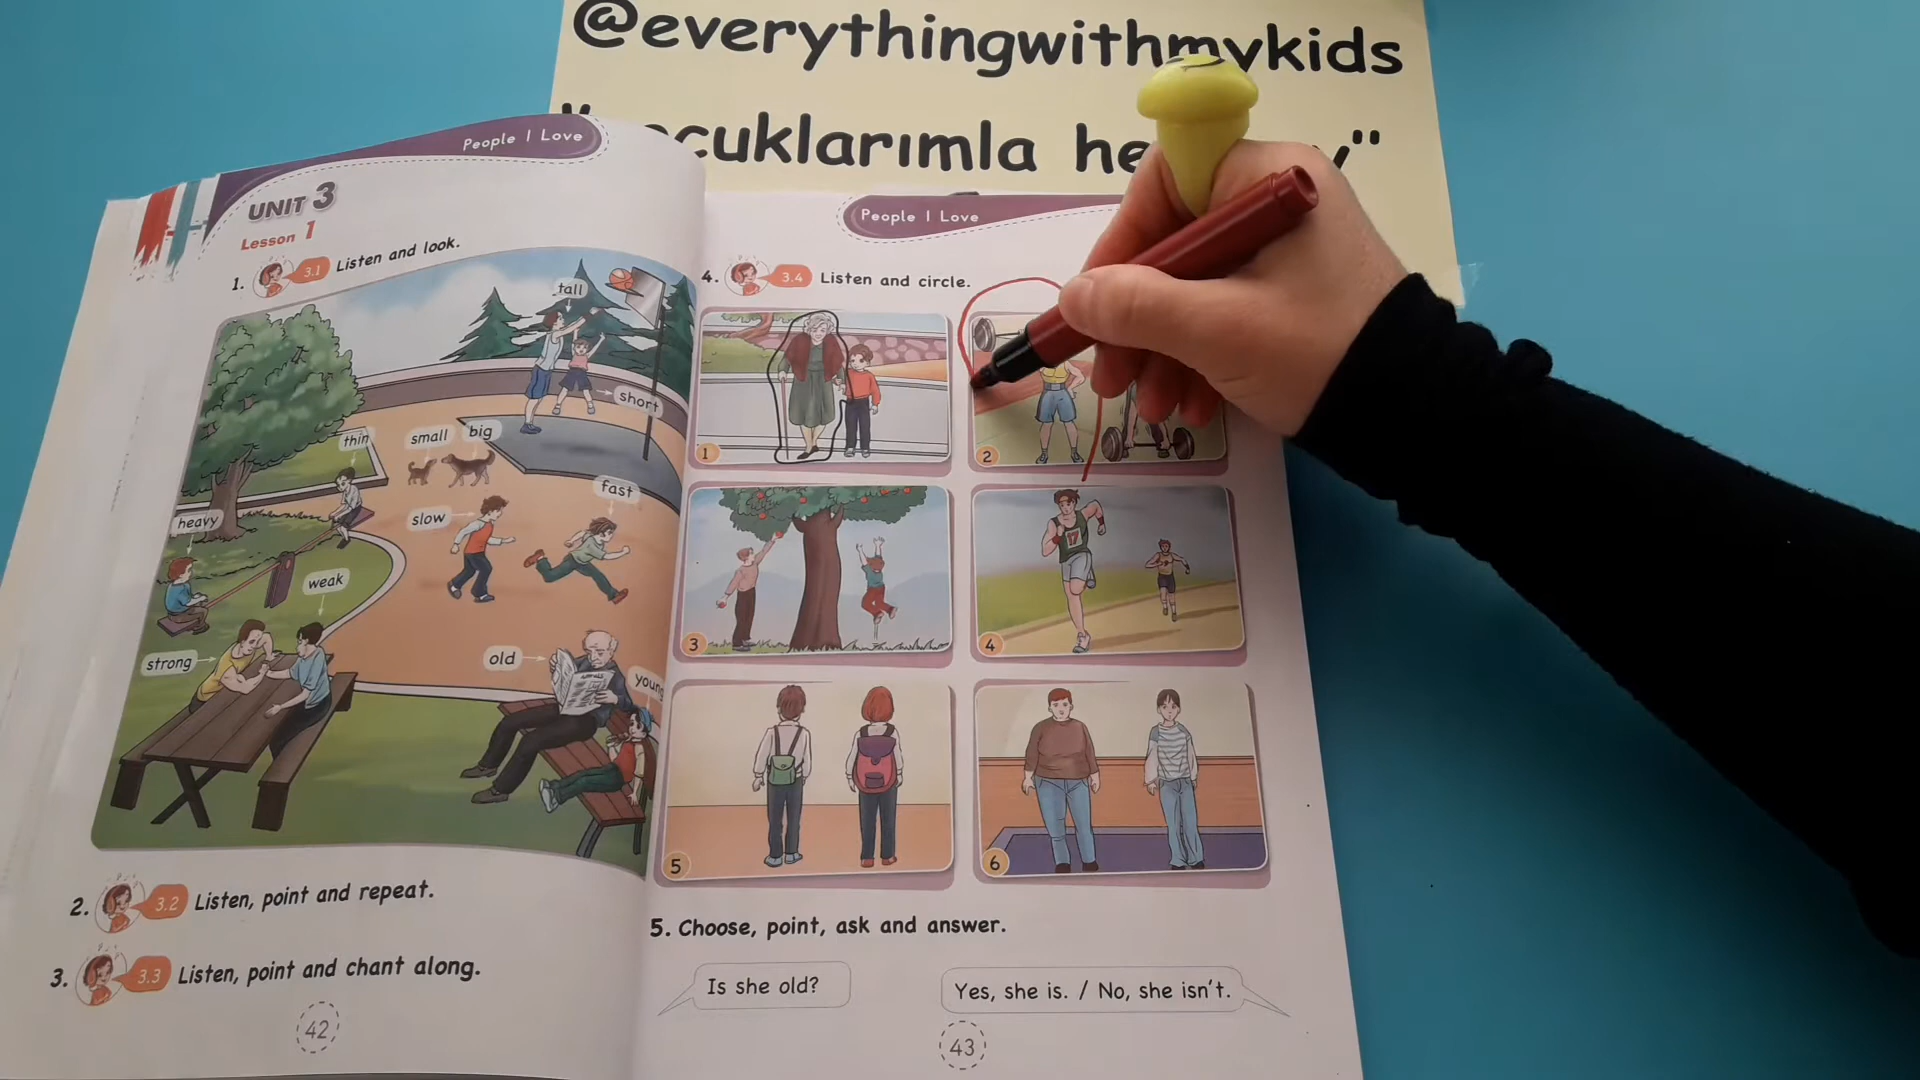 @everythingwithmykids
People I Love
UNIT 3
Lesson 1
1. 3.1 Listen and look.
tall
short
thin
small
big
fast
slow
heavy
weak
strong
old
young
2. 3.2 Listen, point and repeat.
3. 3.3 Listen, point and chant along.
42
People I Love
4. 3.4 Listen and circle.
1
2
3
4
17
5
6
5. Choose, point, ask and answer.
Is she old?
Yes, she is. / No, she isn't.
43